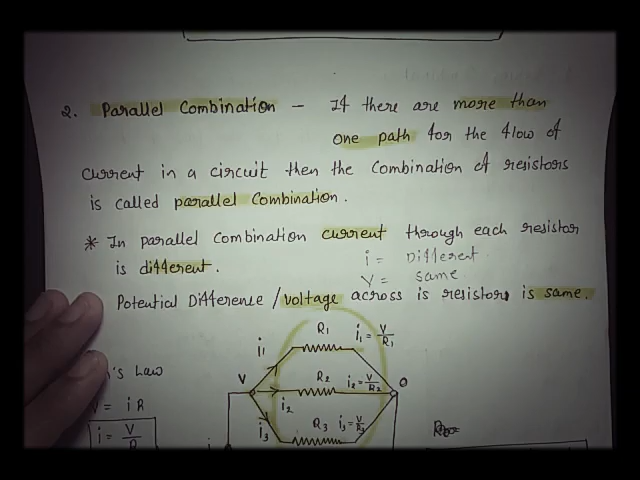 2. Parallel Combination - If there are more than
one path for the flow of
current in a circuit then the combination of resistors
is called parallel combination.
* In parallel combination current through each resistor
is different.
i = Different
V = same
Potential Difference / voltage across is resistors is same.
i1 R1 i1 = V/R1
V R2 i2 = V/R2 0
i2
i3 R3 i3 = V/R3
's Law
V = iR
i = V/R
i